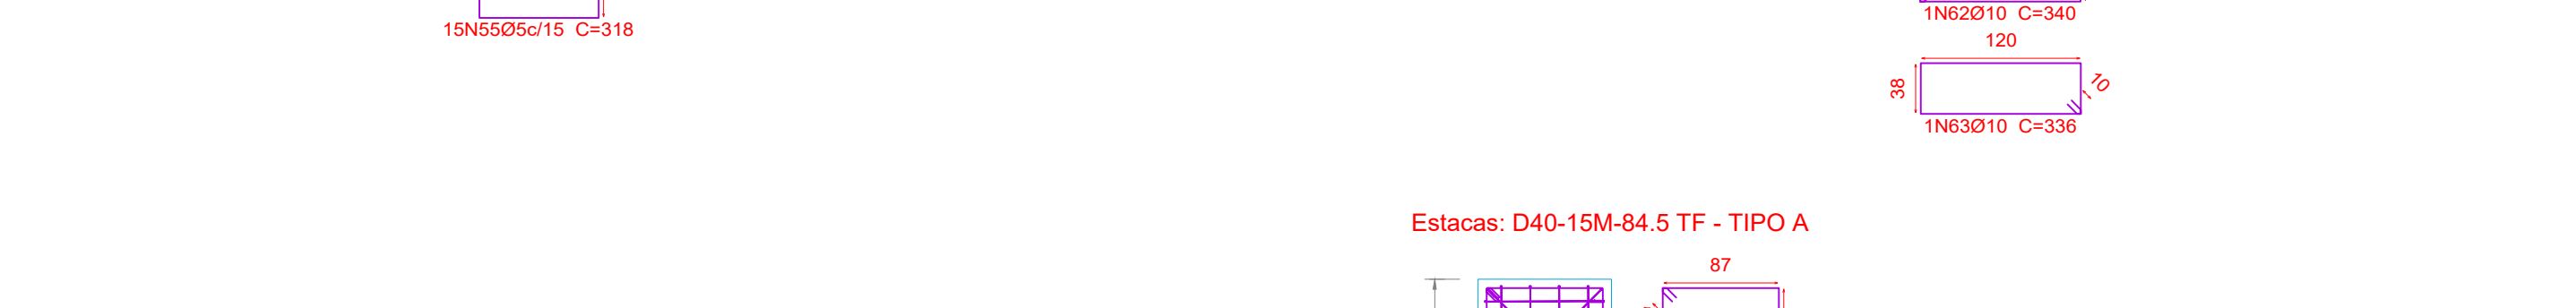 1N62Ø10 C=340
15N55Ø5c/15 C=318
120
38
10
1N63Ø10 C=336
Estacas: D40-15M-84.5 TF - TIPO A
87